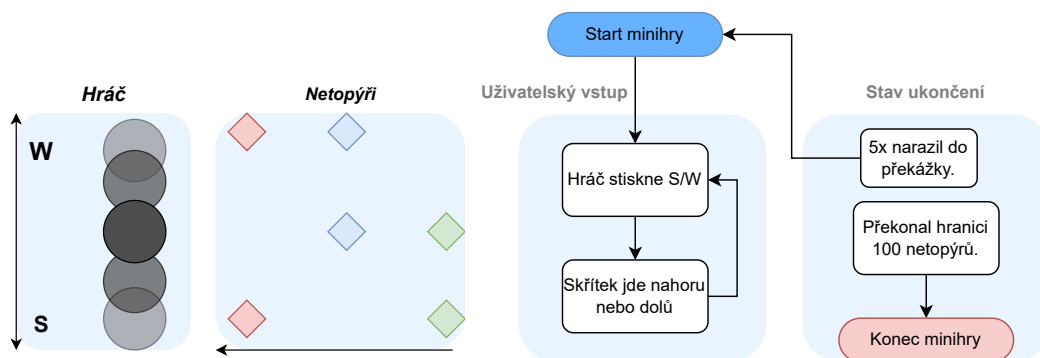 Start minihry
Hráč
Netopýři
Uživatelský vstup
Stav ukončení
W
S
Hráč stiskne S/W
Skřítek jde nahoru
nebo dolů
5x narazil do
překážky.
Překonal hranici
100 netopýrů.
Konec minihry